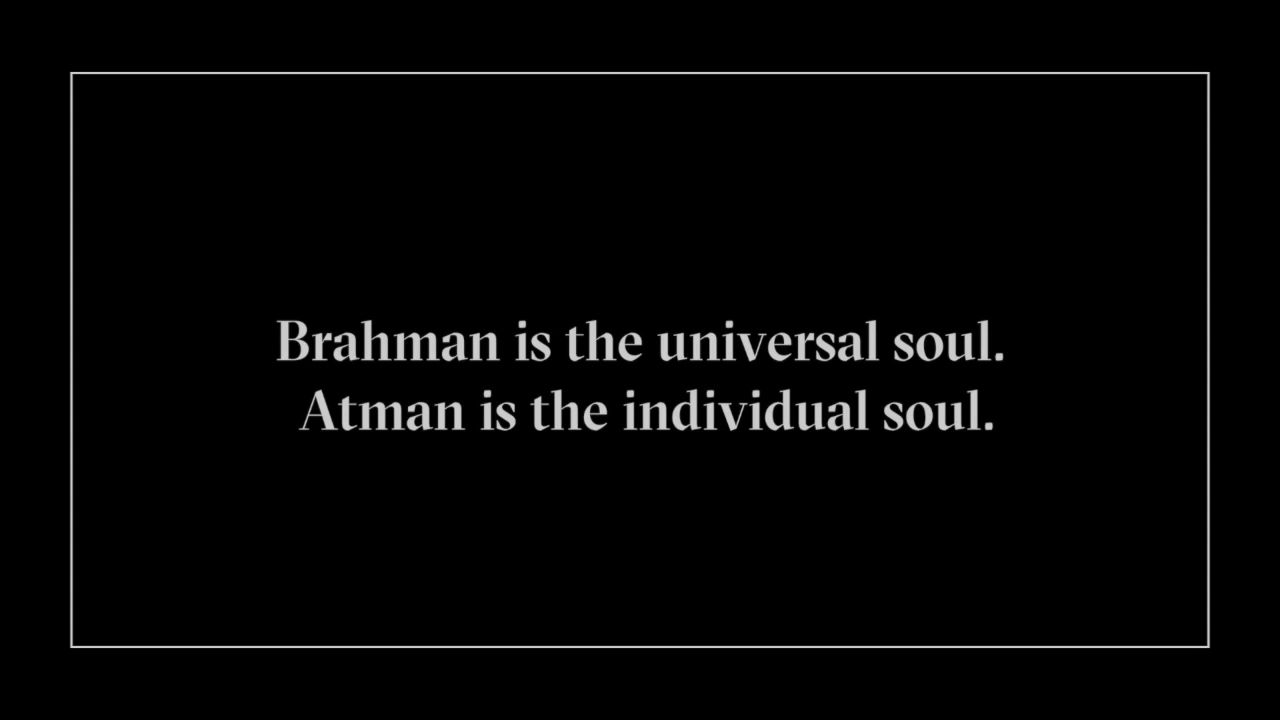 Brahman is the universal soul.
Atman is the individual soul.